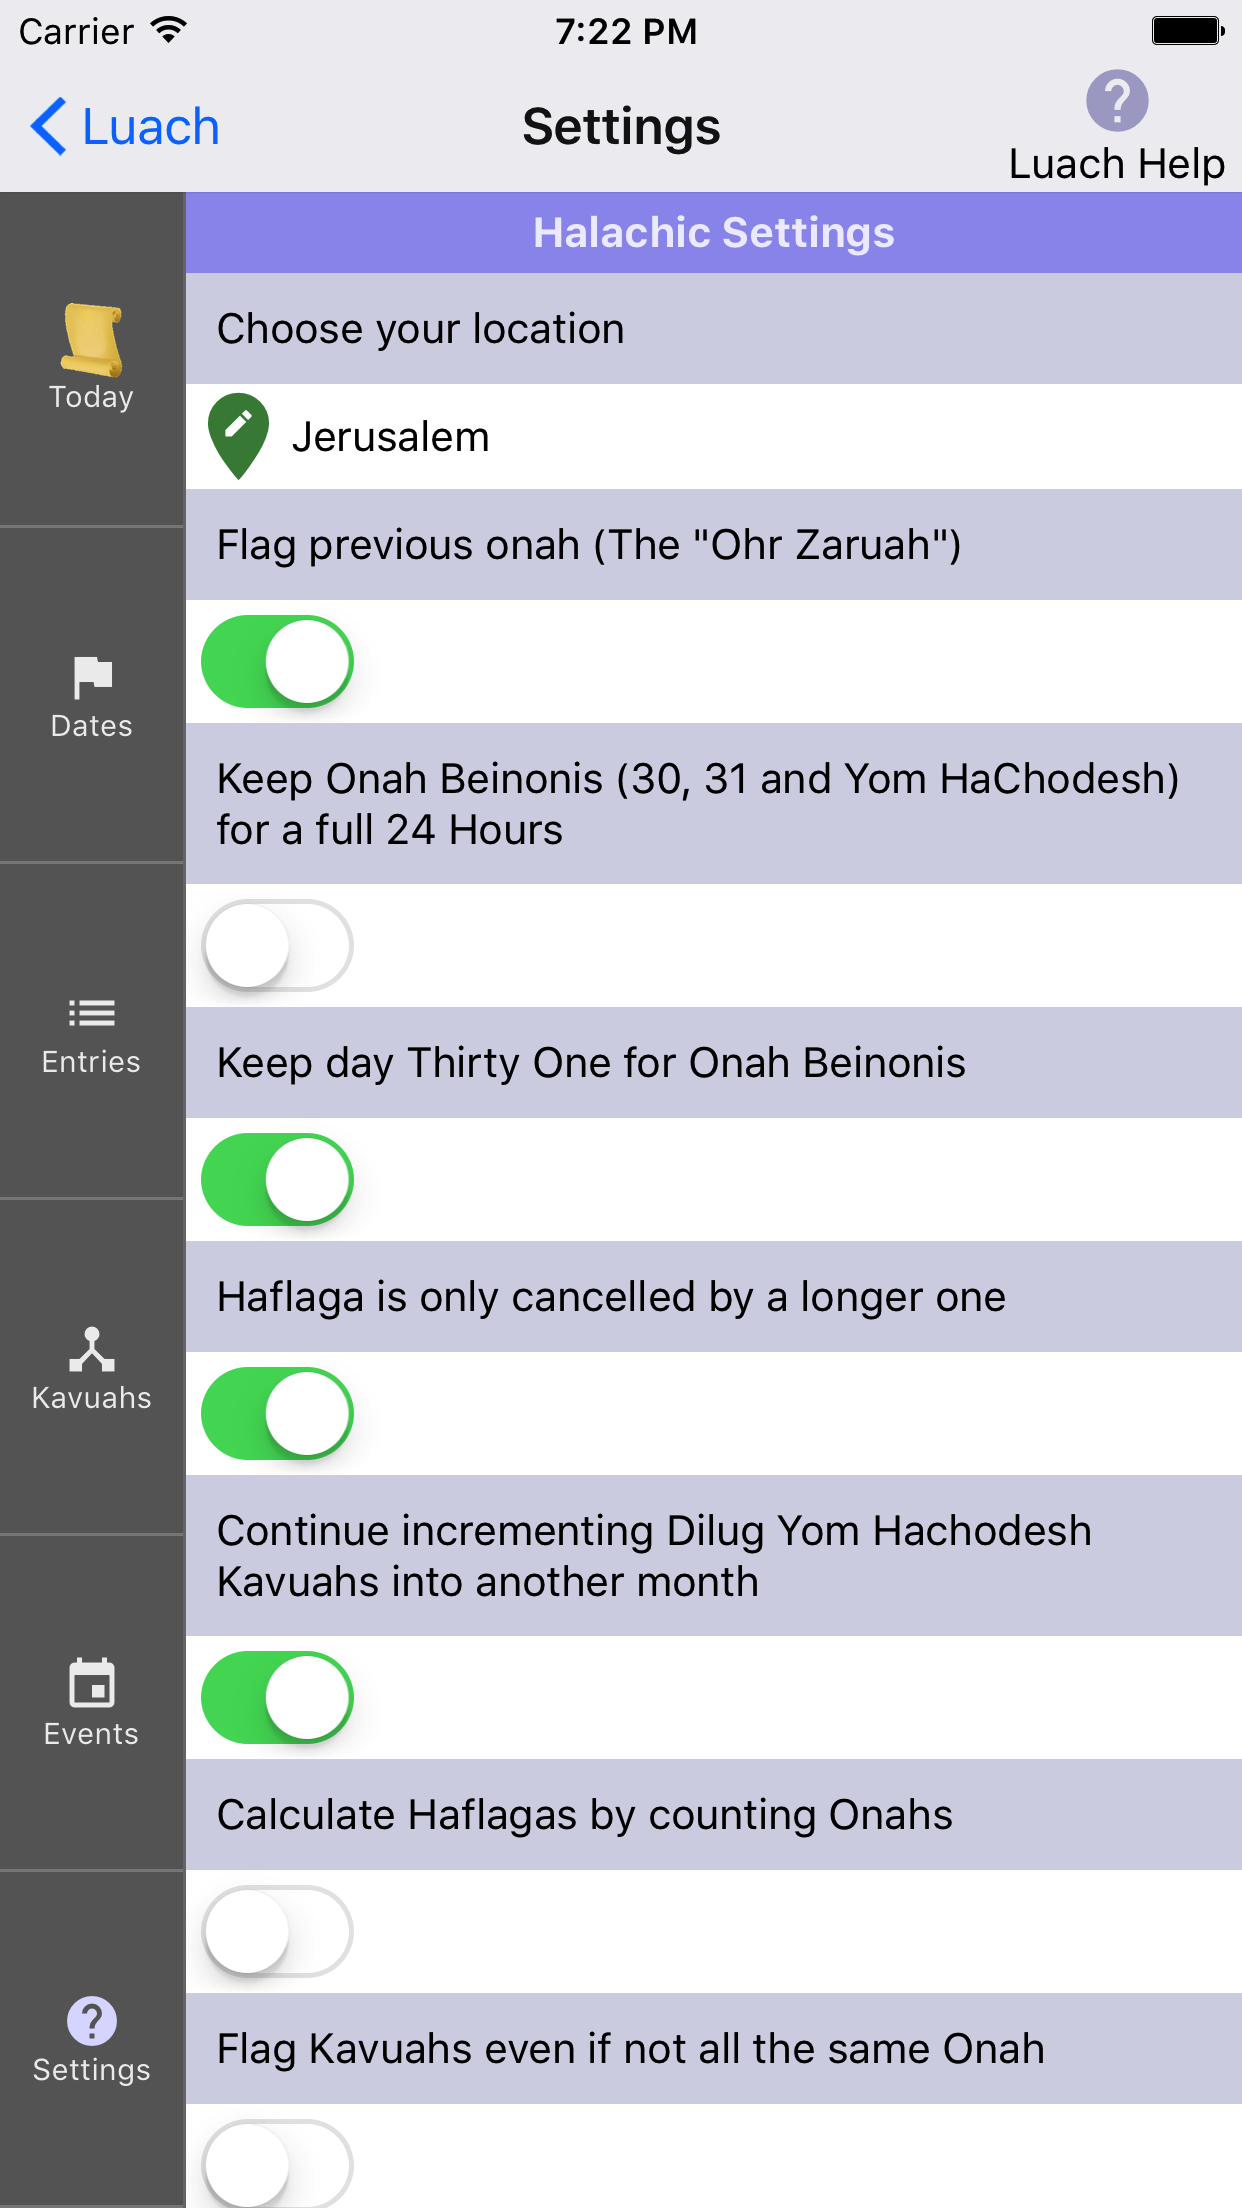 Carrier
7:22 PM
Luach
Settings
Luach Help
Today
Dates
Entries
Kavuahs
Events
Settings
Halachic Settings
Choose your location
Jerusalem
Flag previous onah (The "Ohr Zaruah")
Keep Onah Beinonis (30, 31 and Yom HaChodesh)
for a full 24 Hours
Keep day Thirty One for Onah Beinonis
Haflaga is only cancelled by a longer one
Continue incrementing Dilug Yom Hachodesh
Kavuahs into another month
Calculate Haflagas by counting Onahs
Flag Kavuahs even if not all the same Onah